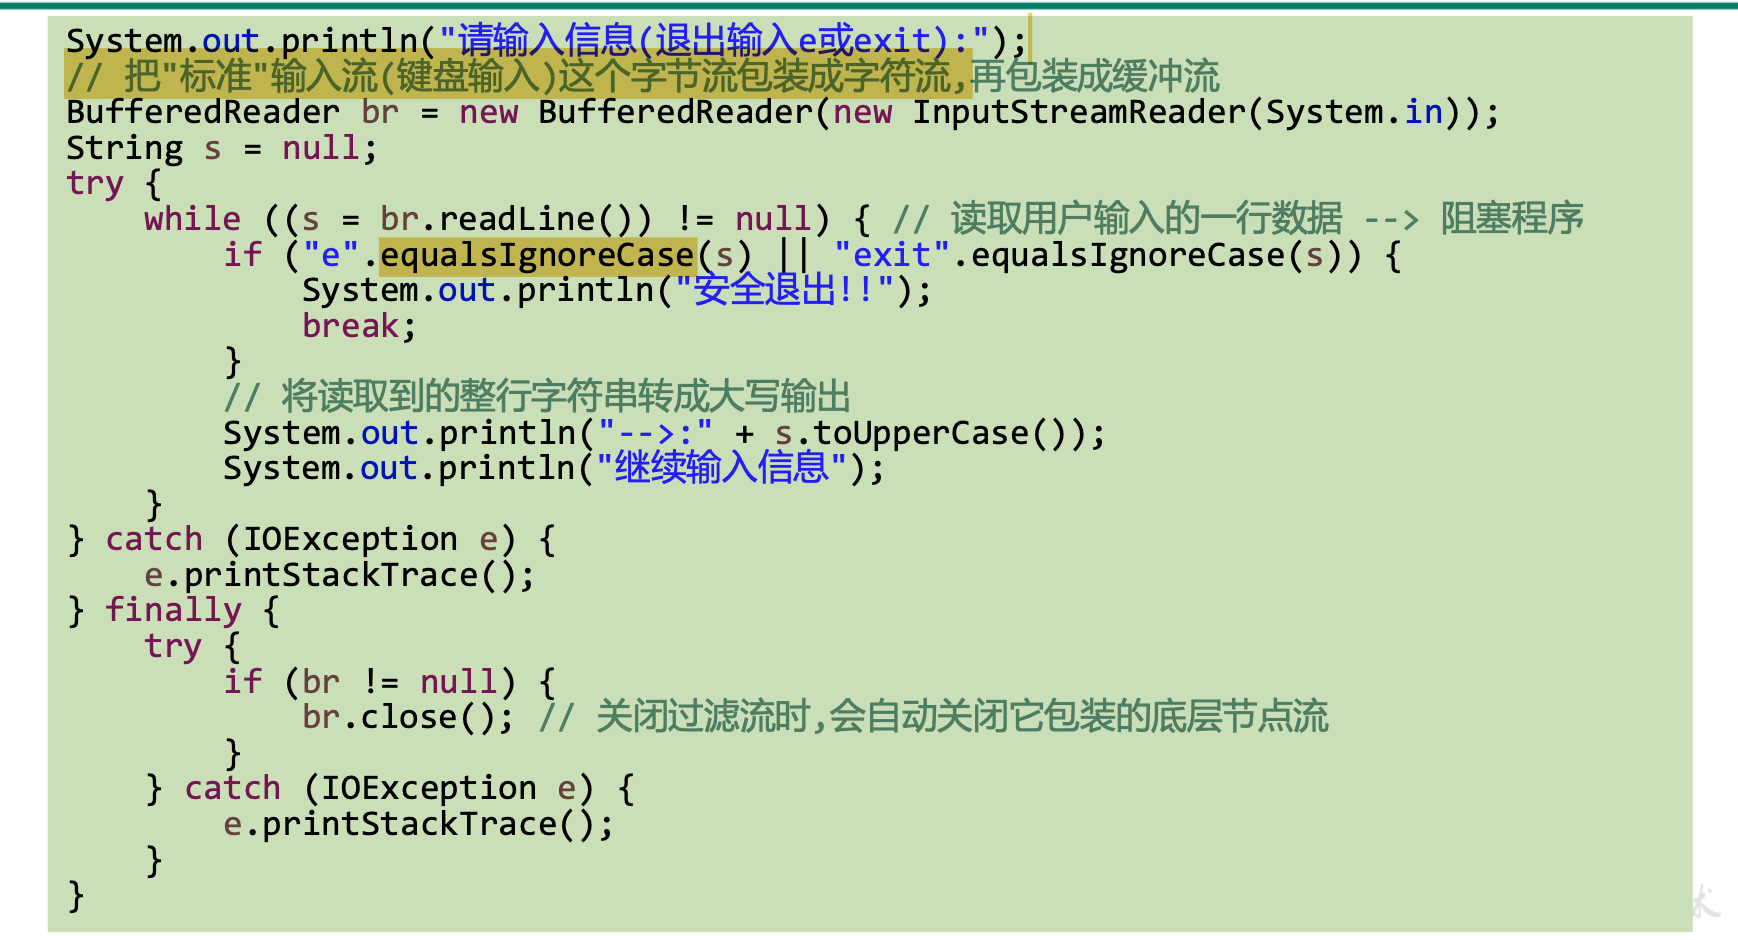 System.out.println("请输入信息(退出输入e或exit):");
// 把"标准"输入流(键盘输入)这个字节流包装成字符流,再包装成缓冲流
BufferedReader br = new BufferedReader(new InputStreamReader(System.in));
String s = null;
try {
    while ((s = br.readLine()) != null) { // 读取用户输入的一行数据 --> 阻塞程序
        if ("e".equalsIgnoreCase(s) || "exit".equalsIgnoreCase(s)) {
            System.out.println("安全退出!!");
            break;
        }
        // 将读取到的整行字符串转成大写输出
        System.out.println("-->:" + s.toUpperCase());
        System.out.println("继续输入信息");
    }
} catch (IOException e) {
    e.printStackTrace();
} finally {
    try {
        if (br != null) {
            br.close(); // 关闭过滤流时,会自动关闭它包装的底层节点流
        }
    } catch (IOException e) {
        e.printStackTrace();
    }
}
术